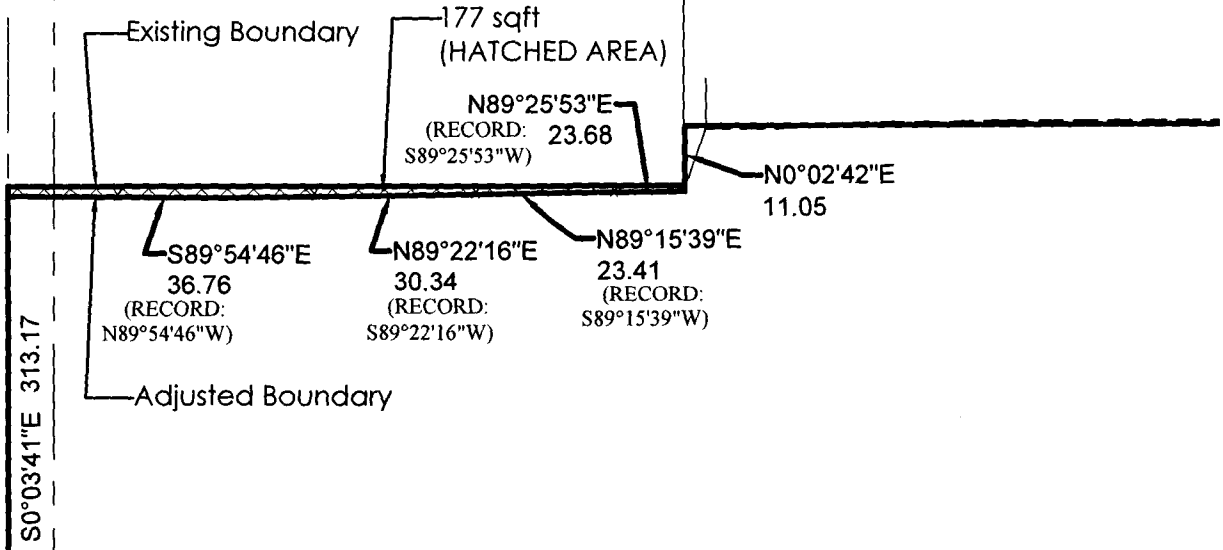 Existing Boundary
177 sqft
(HATCHED AREA)
N89°25'53"E
(RECORD: 23.68
S89°25'53"W)
N0°02'42"E
11.05
S89°54'46"E
36.76
(RECORD:
N89°54'46"W)
N89°22'16"E
30.34
(RECORD:
S89°22'16"W)
N89°15'39"E
23.41
(RECORD:
S89°15'39"W)
Adjusted Boundary
S0°03'41"E 313.17